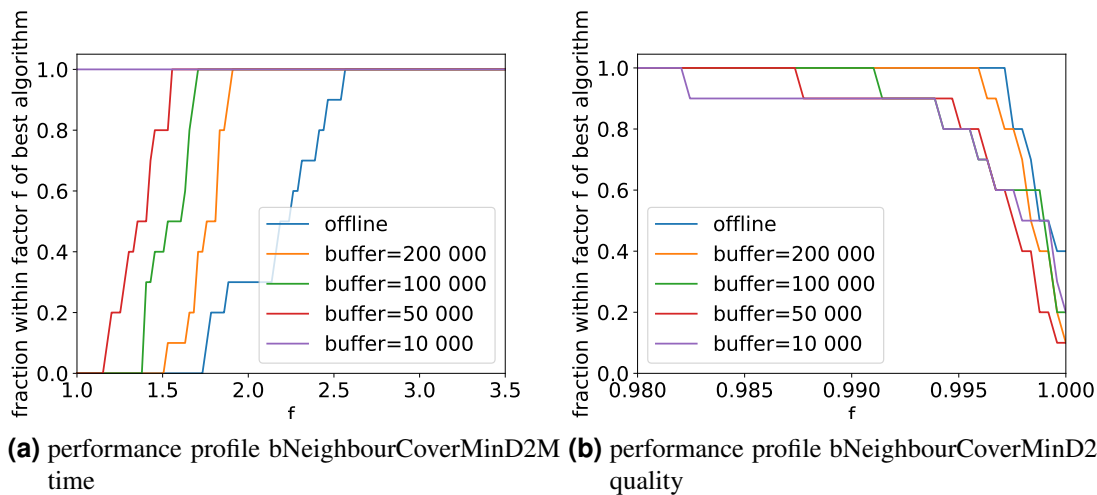 fraction within factor f of best algorithm
1.0
0.8
0.6
0.4
0.2
0.0
1.0 1.5 2.0 2.5 3.0 3.5
f
offline
buffer=200 000
buffer=100 000
buffer=50 000
buffer=10 000
(a) performance profile bNeighbourCoverMinD2M
time
fraction within factor f of best algorithm
1.0
0.8
0.6
0.4
0.2
0.0
0.980 0.985 0.990 0.995 1.000
f
offline
buffer=200 000
buffer=100 000
buffer=50 000
buffer=10 000
(b) performance profile bNeighbourCoverMinD2
quality